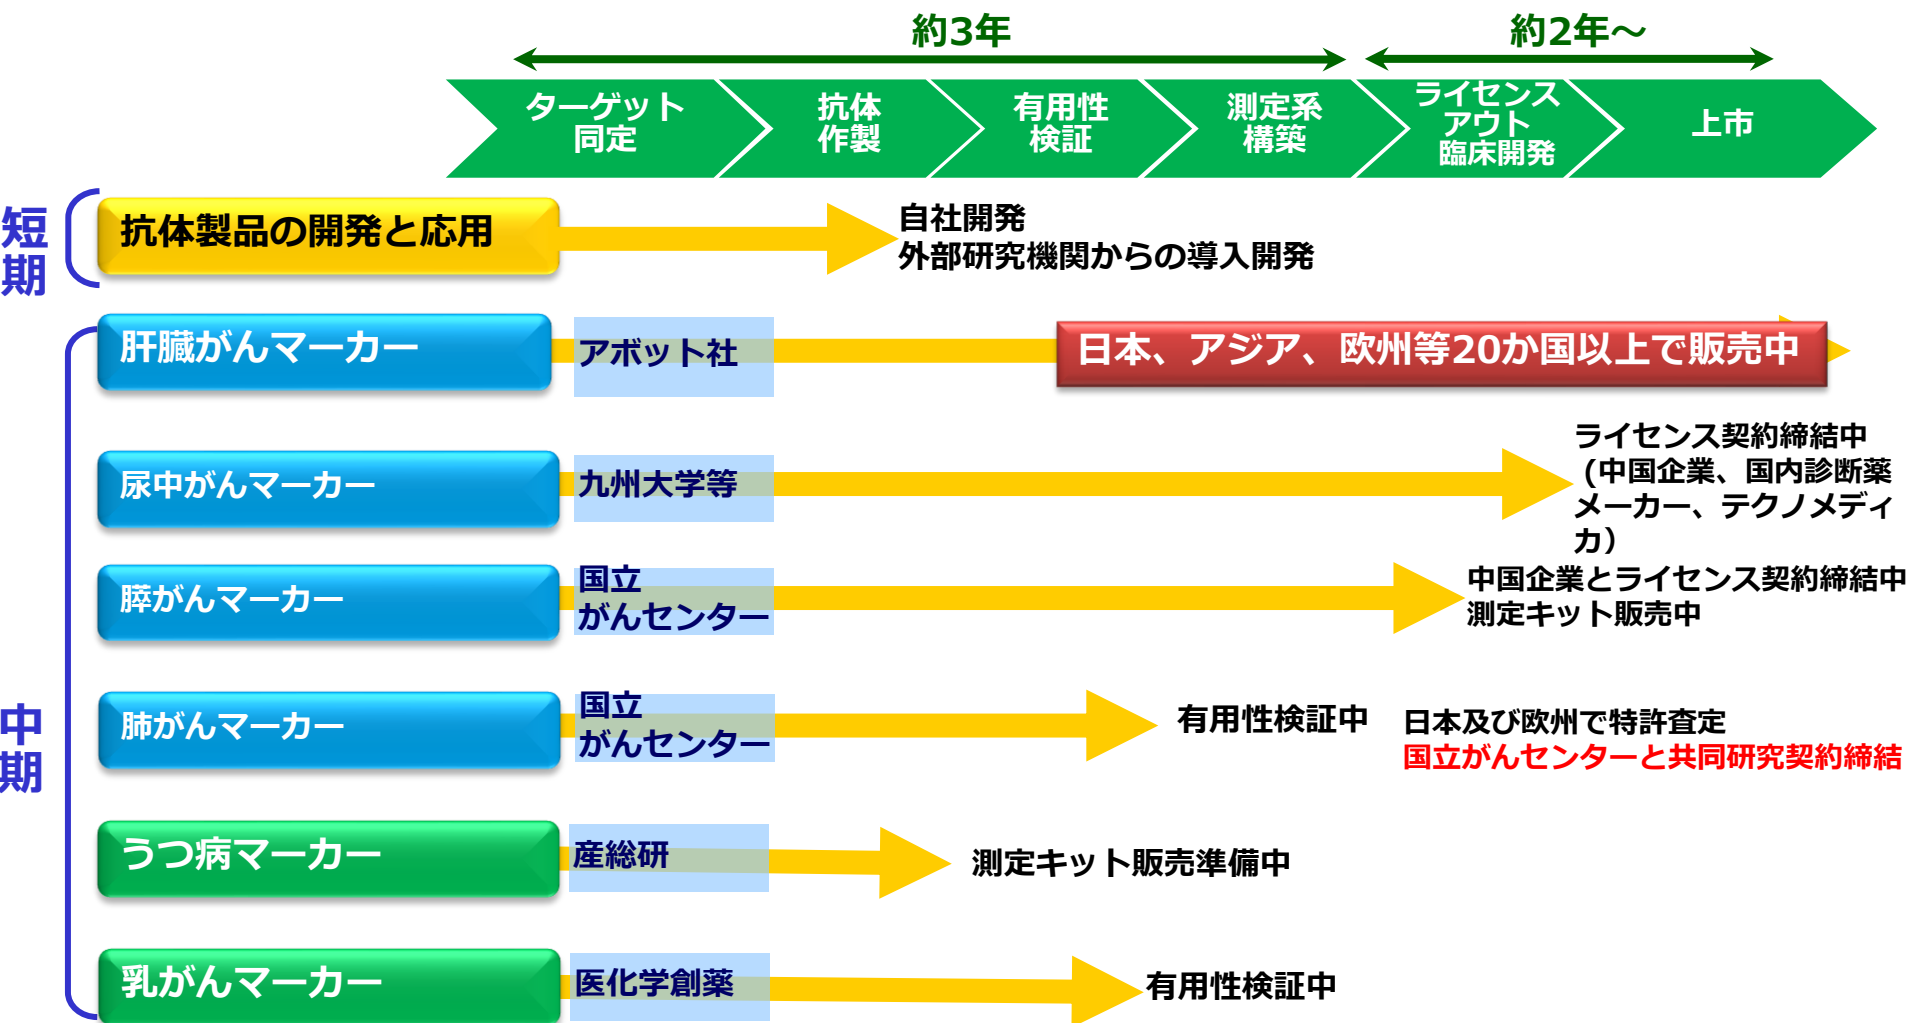 約3年
約2年～
ターゲット
同定
抗体
作製
有用性
検証
測定系
構築
ライセンス
アウト
臨床開発
上市
短
期
抗体製品の開発と応用
自社開発
外部研究機関からの導入開発
中
期
肝臓がんマーカー
アボット社
日本、アジア、欧州等20か国以上で販売中
尿中がんマーカー
九州大学等
ライセンス契約締結中
(中国企業、国内診断薬
メーカー、テクノメディ
カ）
膵がんマーカー
国立
がんセンター
中国企業とライセンス契約締結中
測定キット販売中
肺がんマーカー
国立
がんセンター
有用性検証中
日本及び欧州で特許査定
国立がんセンターと共同研究契約締結
うつ病マーカー
産総研
測定キット販売準備中
乳がんマーカー
医化学創薬
有用性検証中